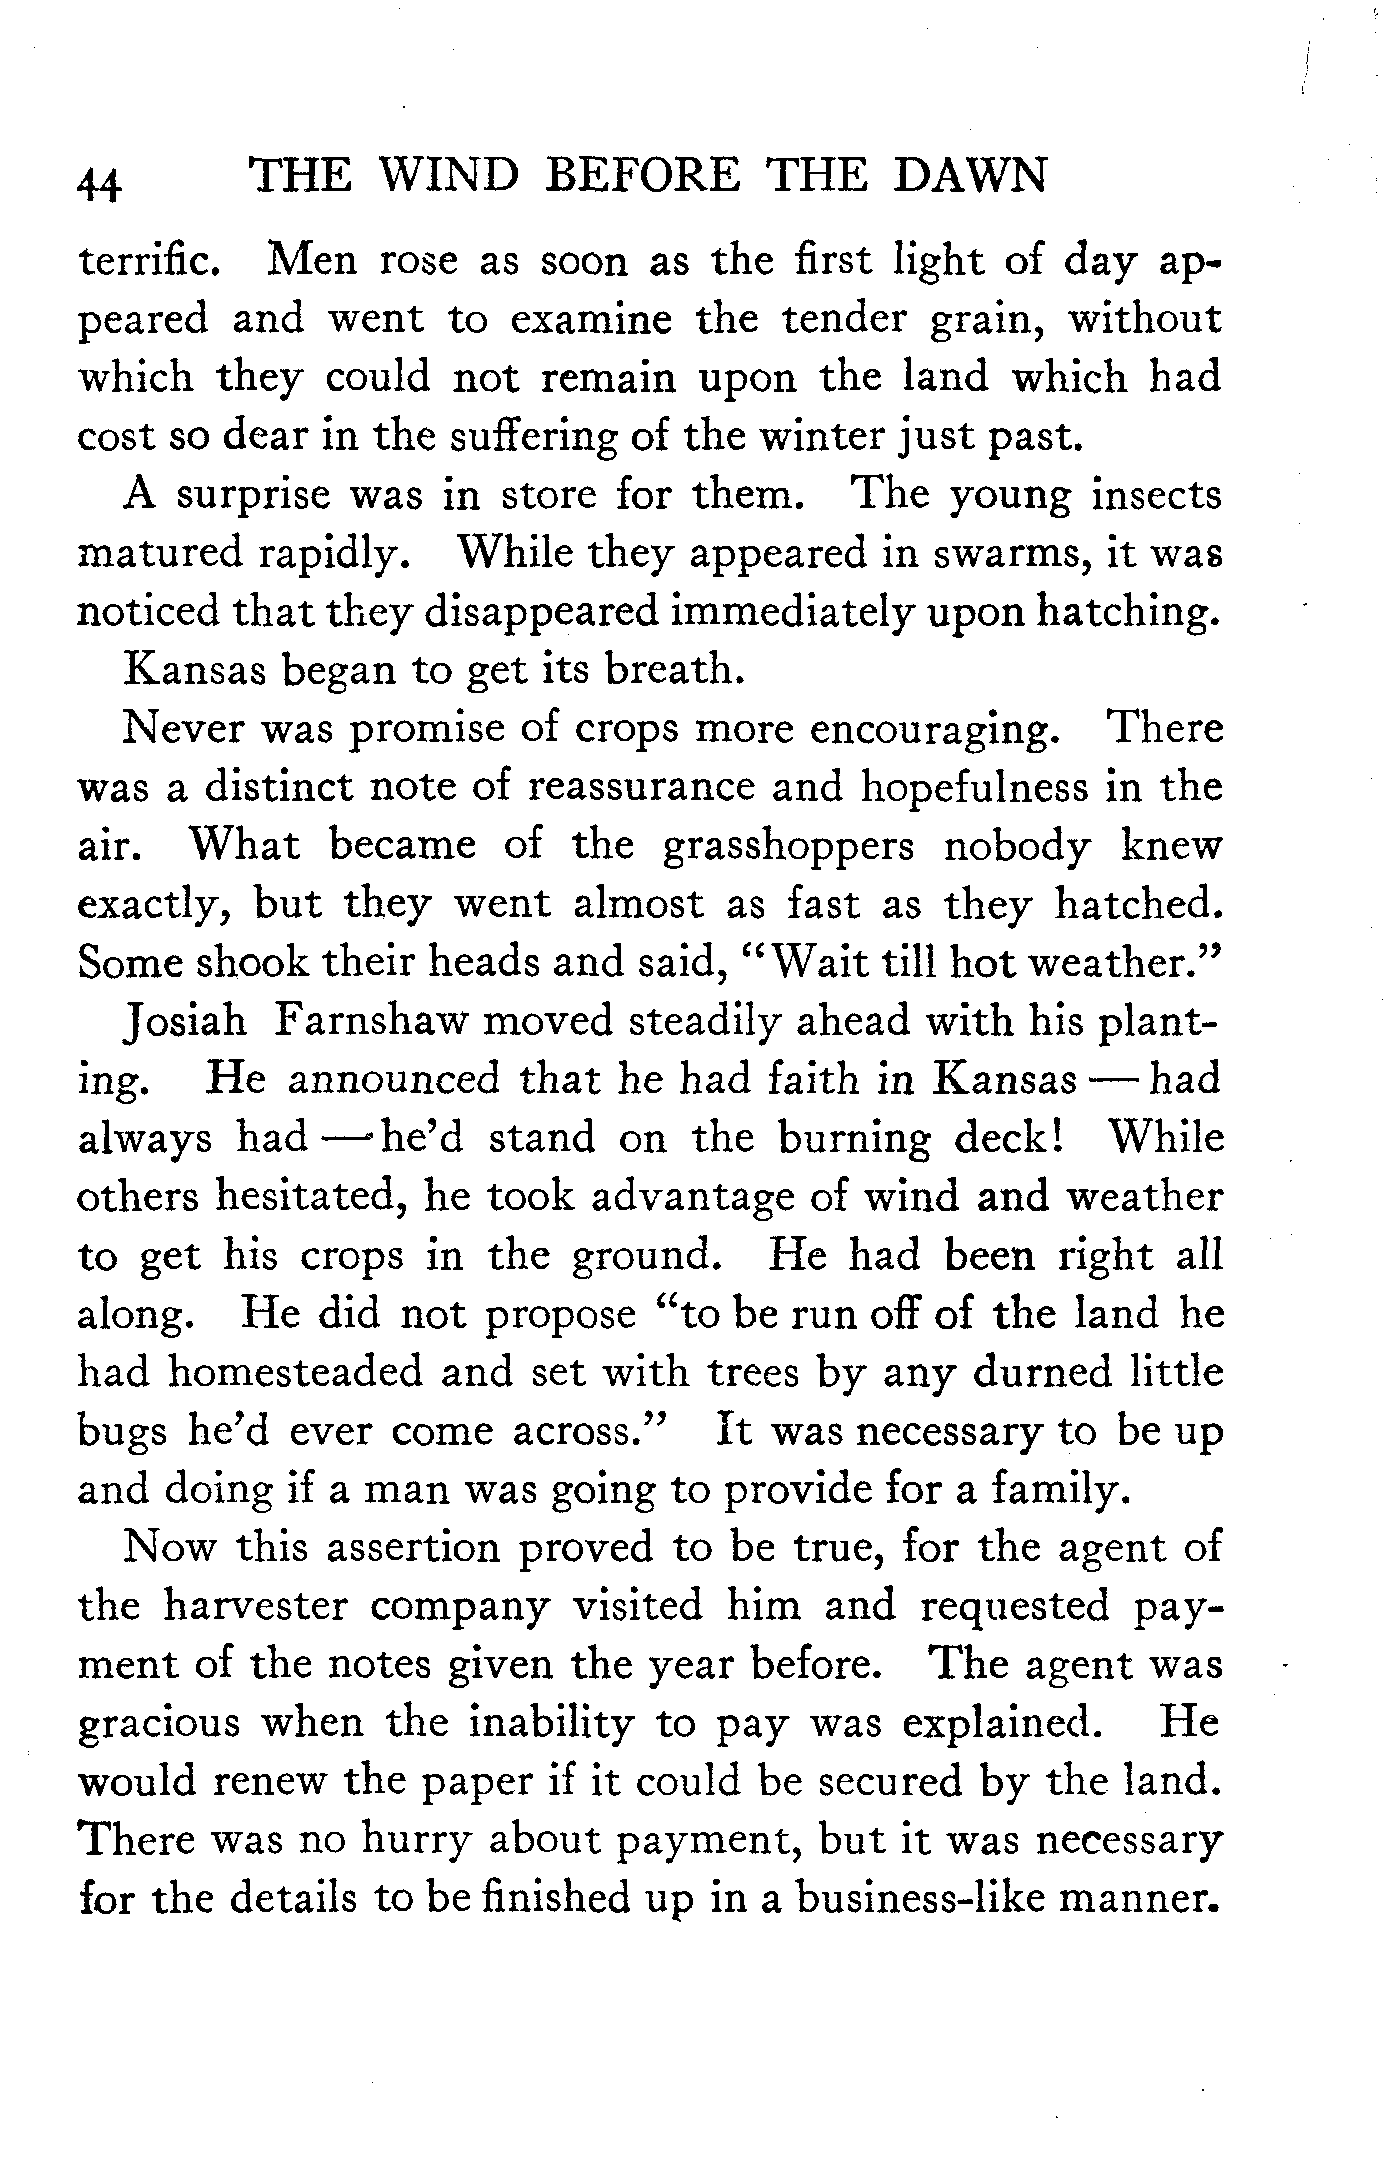 44 THE WIND BEFORE THE DAWN
terrific. Men rose as soon as the first light of day ap-
peared and went to examine the tender grain, without
which they could not remain upon the land which had
cost so dear in the suffering of the winter just past.
A surprise was in store for them. The young insects
matured rapidly. While they appeared in swarms, it was
noticed that they disappeared immediately upon hatching.
Kansas began to get its breath.
Never was promise of crops more encouraging. There
was a distinct note of reassurance and hopefulness in the
air. What became of the grasshoppers nobody knew
exactly, but they went almost as fast as they hatched.
Some shook their heads and said, “Wait till hot weather.”
Josiah Farnshaw moved steadily ahead with his plant-
ing. He announced that he had faith in Kansas — had
always had — he’d stand on the burning deck! While
others hesitated, he took advantage of wind and weather
to get his crops in the ground. He had been right all
along. He did not propose “to be run off of the land he
had homesteaded and set with trees by any durned little
bugs he’d ever come across.” It was necessary to be up
and doing if a man was going to provide for a family.
Now this assertion proved to be true, for the agent of
the harvester company visited him and requested pay-
ment of the notes given the year before. The agent was
gracious when the inability to pay was explained. He
would renew the paper if it could be secured by the land.
There was no hurry about payment, but it was necessary
for the details to be finished up in a business-like manner.